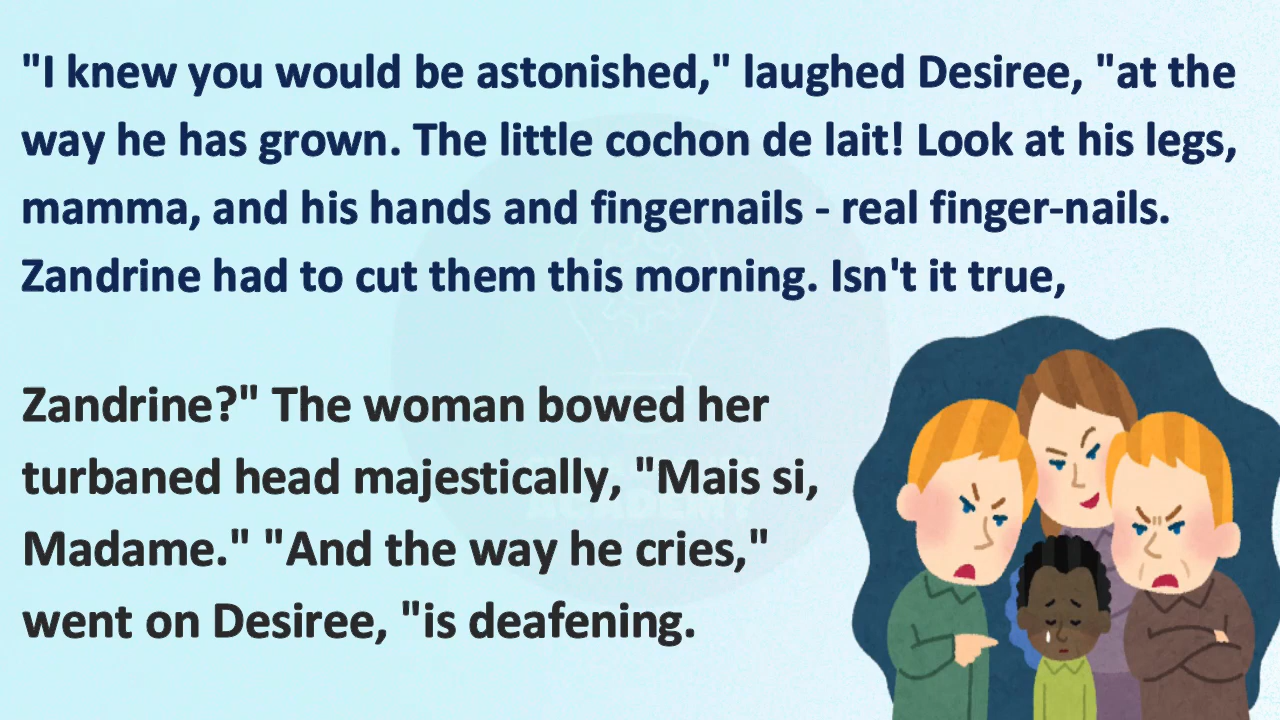 "I knew you would be astonished," laughed Desiree, "at the
way he has grown. The little cochon de lait! Look at his legs,
mamma, and his hands and fingernails - real finger-nails.
Zandrine had to cut them this morning. Isn't it true,
Zandrine?" The woman bowed her
turbaned head majestically, "Mais si,
Madame." "And the way he cries,"
went on Desiree, "is deafening.